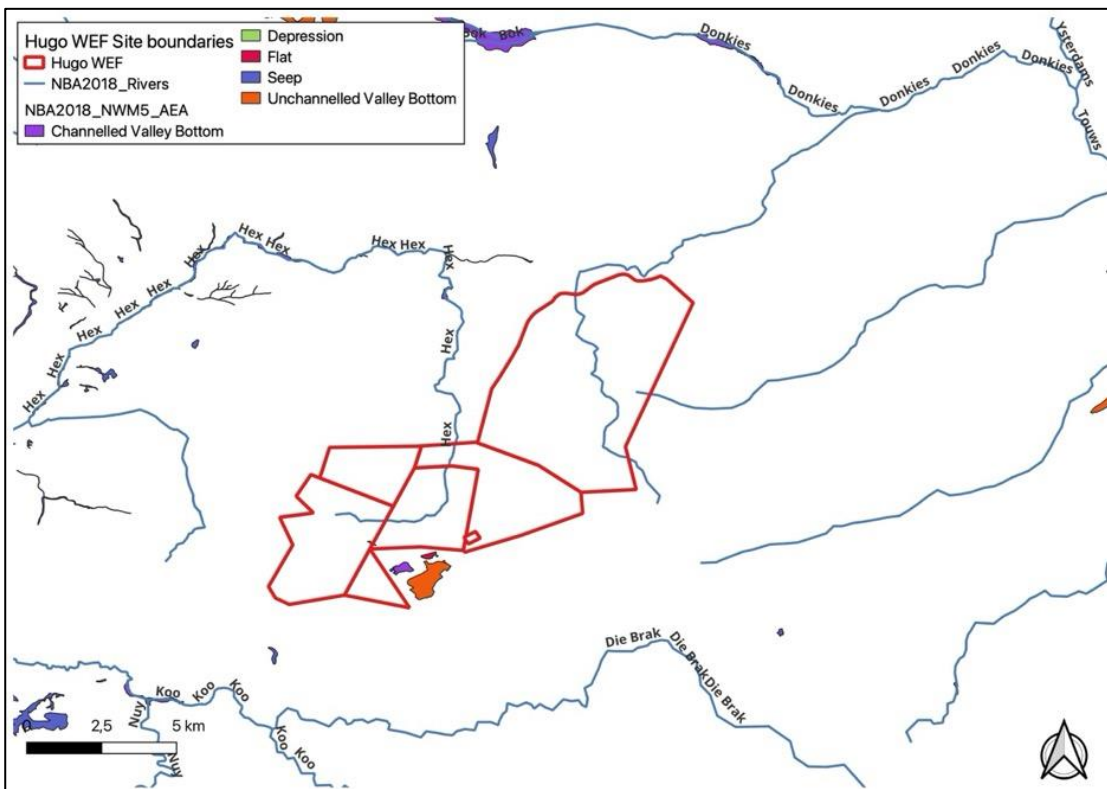 Hugo WEF Site boundaries
Hugo WEF
NBA2018_Rivers
NBA2018_NWM5_AEA
Channelled Valley Bottom
Depression
Flat
Seep
Unchannelled Valley Bottom
Bok Bok
Donkies
Donkies
Donkies
Donkies
Donkies
Ysterdams
Touws
Hex Hex
Hex Hex
Hex
Hex
Hex
Hex
Hex
Hex
Hex
Hex
Hex
Die Brak
Die Brak
Die Brak
Koo
Koo
Koo
Koo
Koo
Nuy
Nuy
0
2,5
5 km